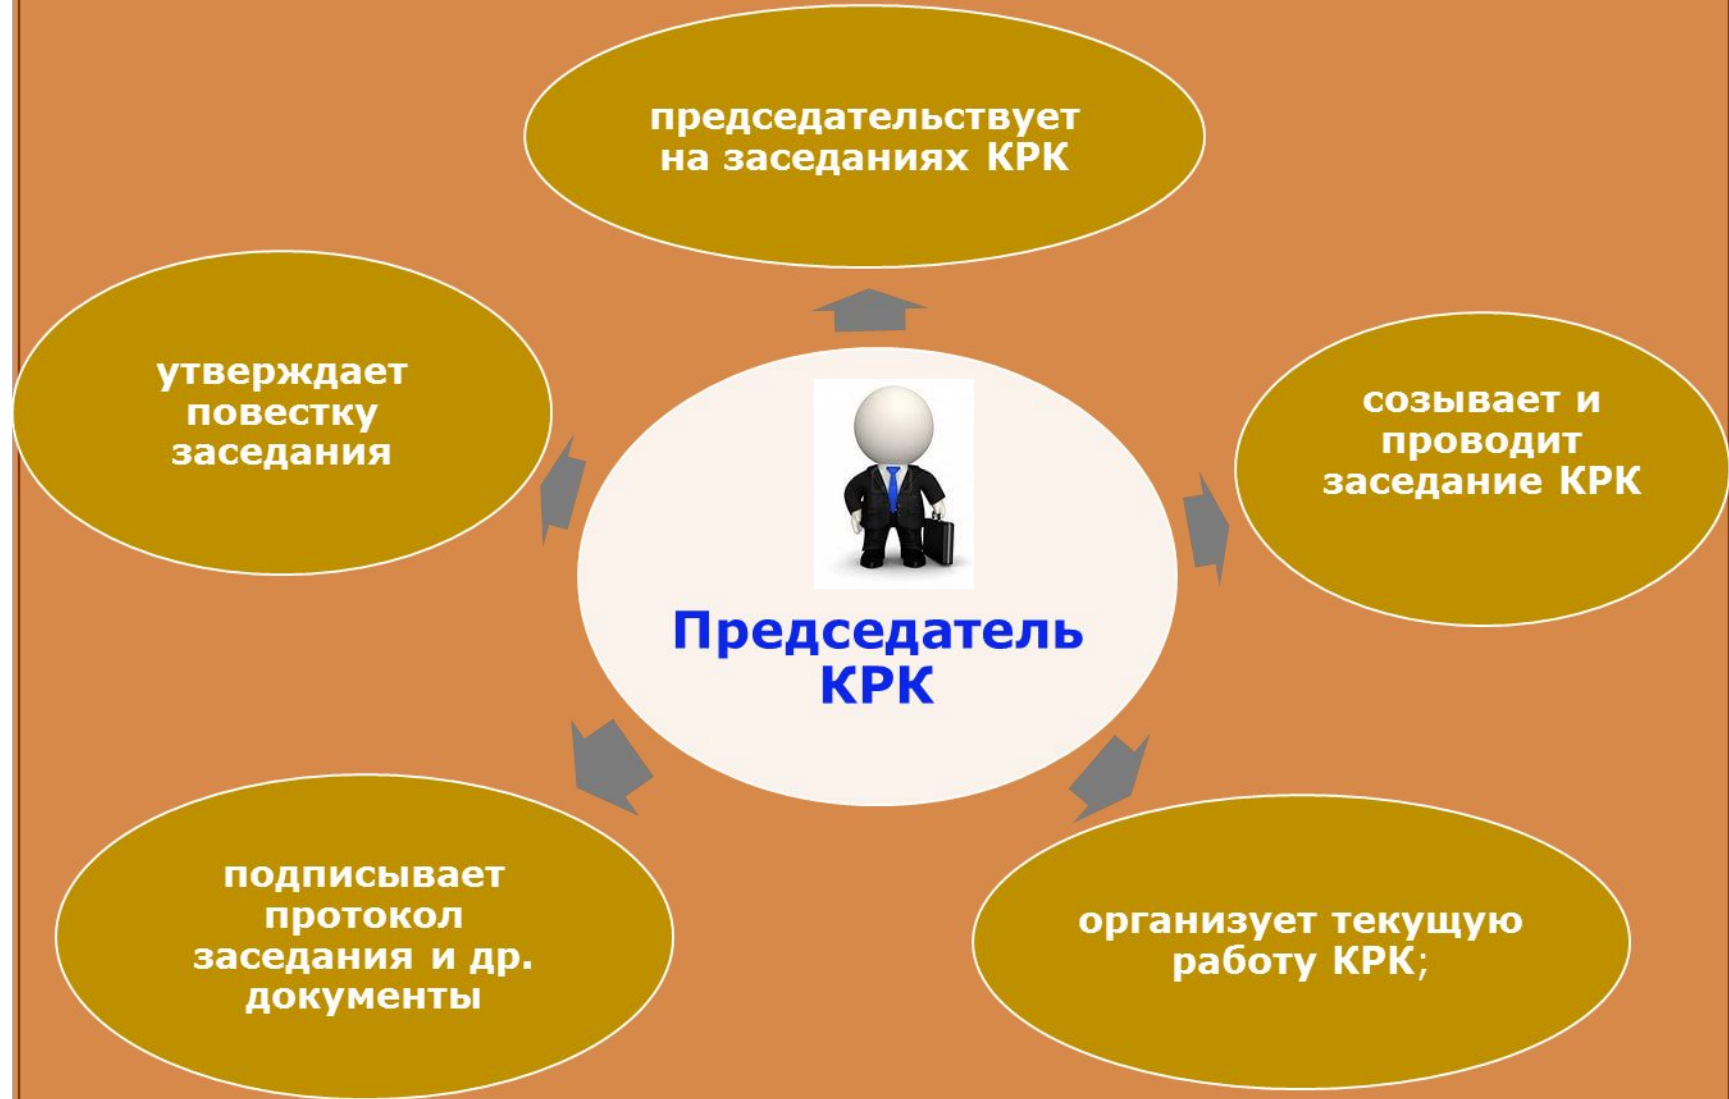 председательствует
на заседаниях КРК
утверждает
повестку
заседания
созывает и
проводит
заседание КРК
Председатель
КРК
подписывает
протокол
заседания и др.
документы
организует текущую
работу КРК;